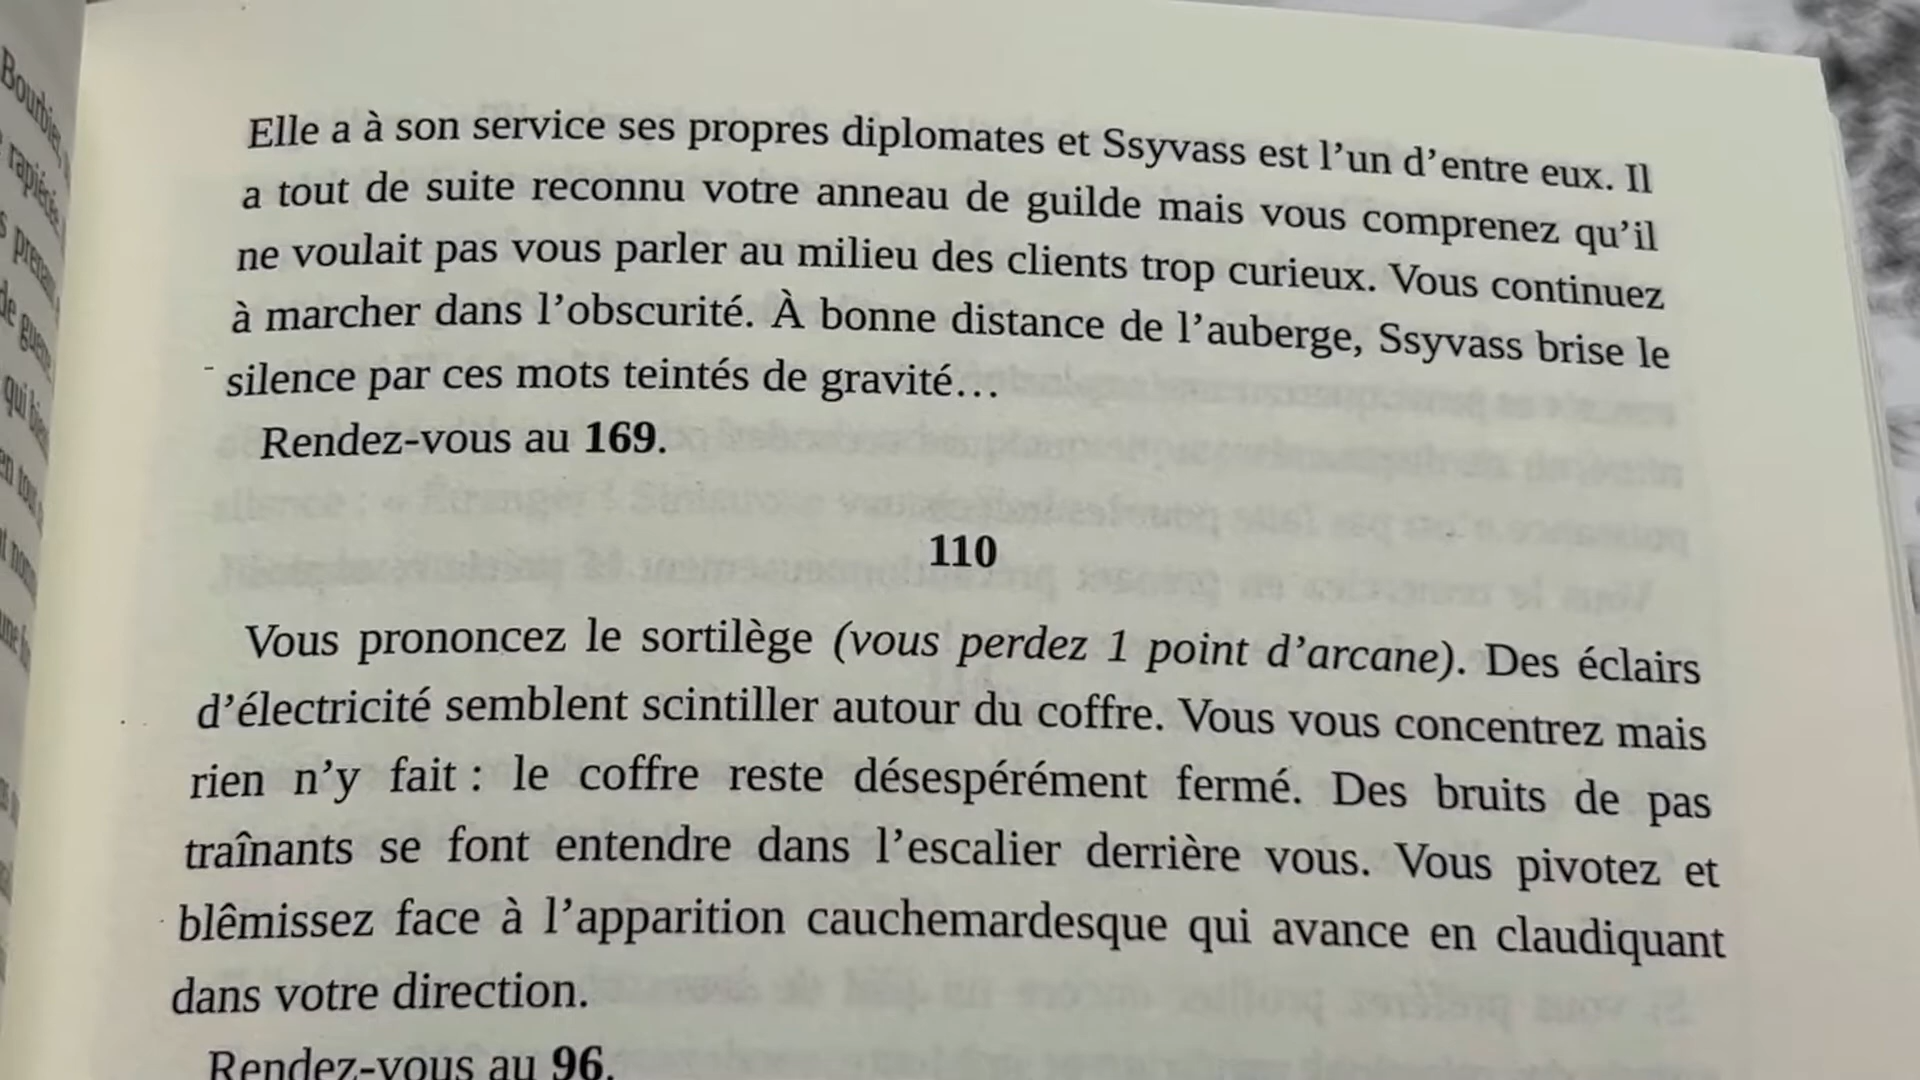 Bourbier,
Elle a à son service ses propres diplomates et Ssyvass est l’un d’entre eux. Il
a tout de suite reconnu votre anneau de guilde mais vous comprenez qu’il
ne voulait pas vous parler au milieu des clients trop curieux. Vous continuez
à marcher dans l’obscurité. À bonne distance de l’auberge, Ssyvass brise le
silence par ces mots teintés de gravité…
Rendez-vous au 169.
110
Vous prononcez le sortilège (vous perdez 1 point d’arcane). Des éclairs
d’électricité semblent scintiller autour du coffre. Vous vous concentrez mais
rien n’y fait : le coffre reste désespérément fermé. Des bruits de pas
traînants se font entendre dans l’escalier derrière vous. Vous pivotez et
blêmissez face à l’apparition cauchemardesque qui avance en claudiquant
dans votre direction.
Rendez-vous au 96.